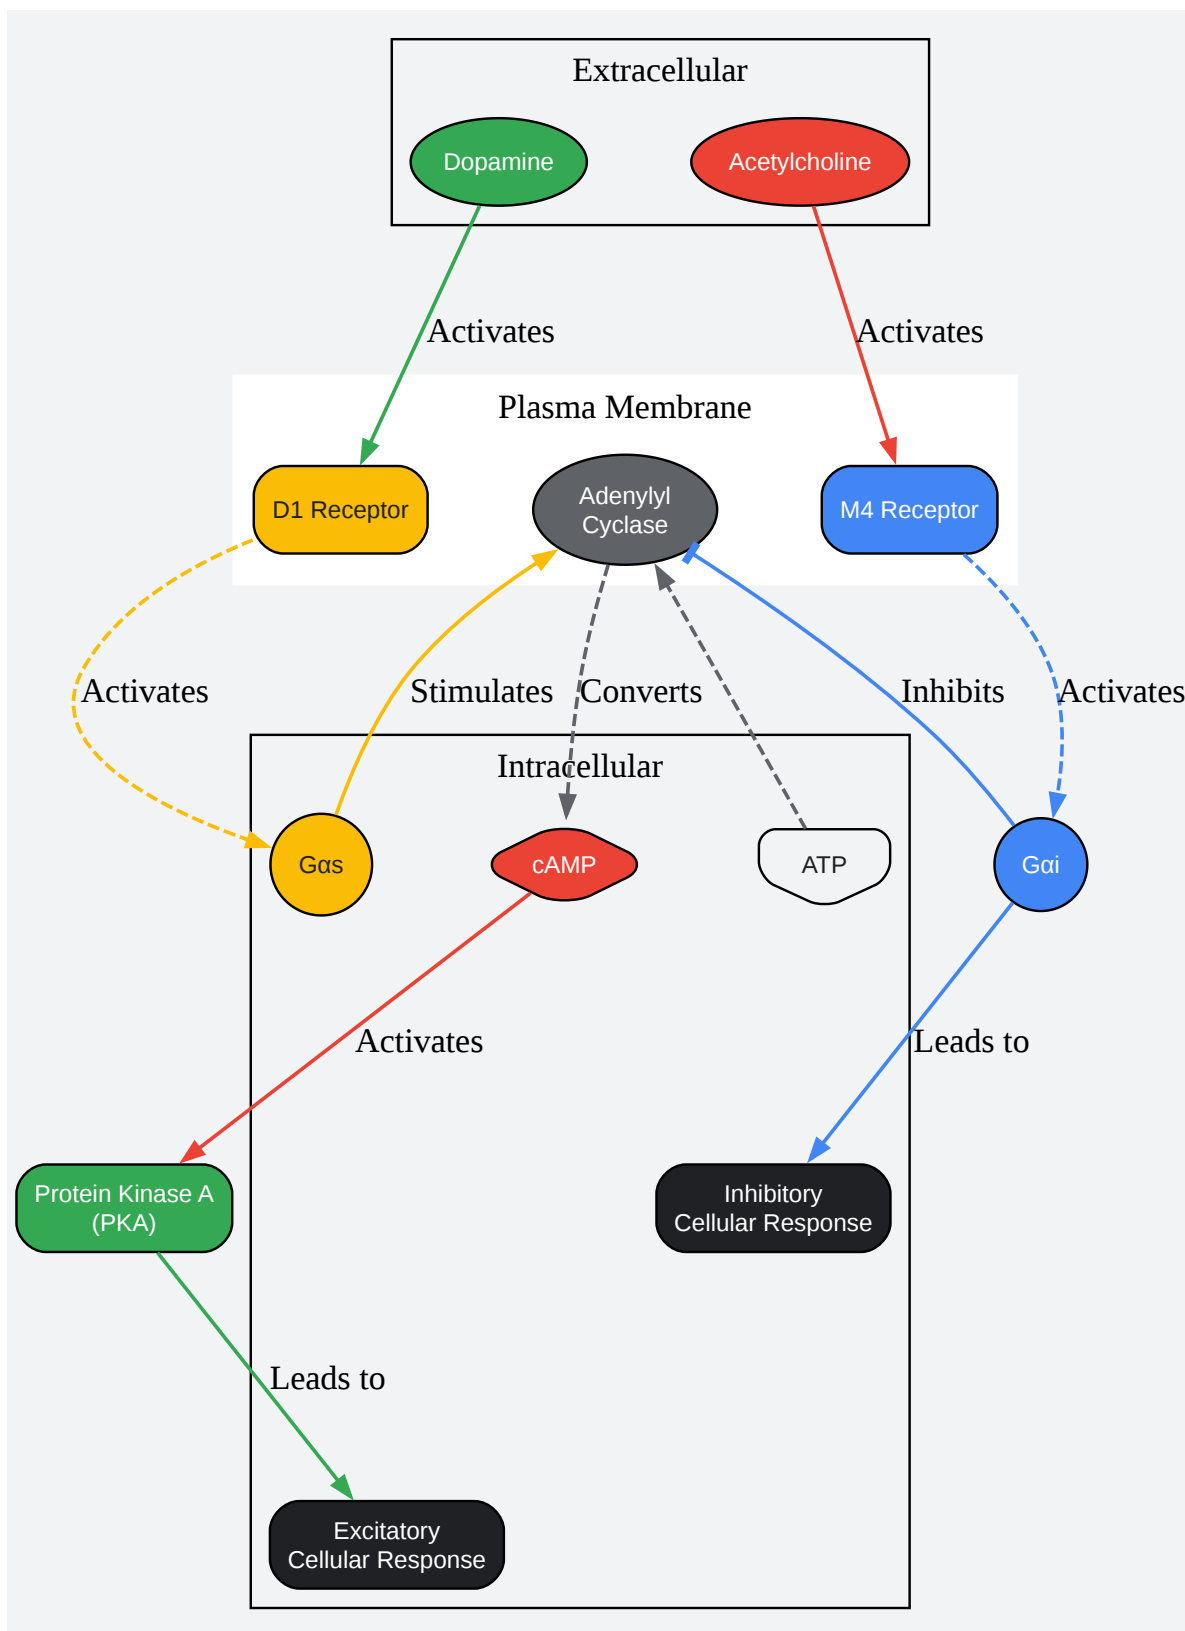 Extracellular
Dopamine
Acetylcholine
Activates
Activates
Plasma Membrane
D1 Receptor
Adenylyl
Cyclase
M4 Receptor
Activates
Stimulates
Converts
Inhibits
Activates
Intracellular
Gαs
cAMP
ATP
Gαi
Activates
Leads to
Protein Kinase A
(PKA)
Inhibitory
Cellular Response
Leads to
Excitatory
Cellular Response